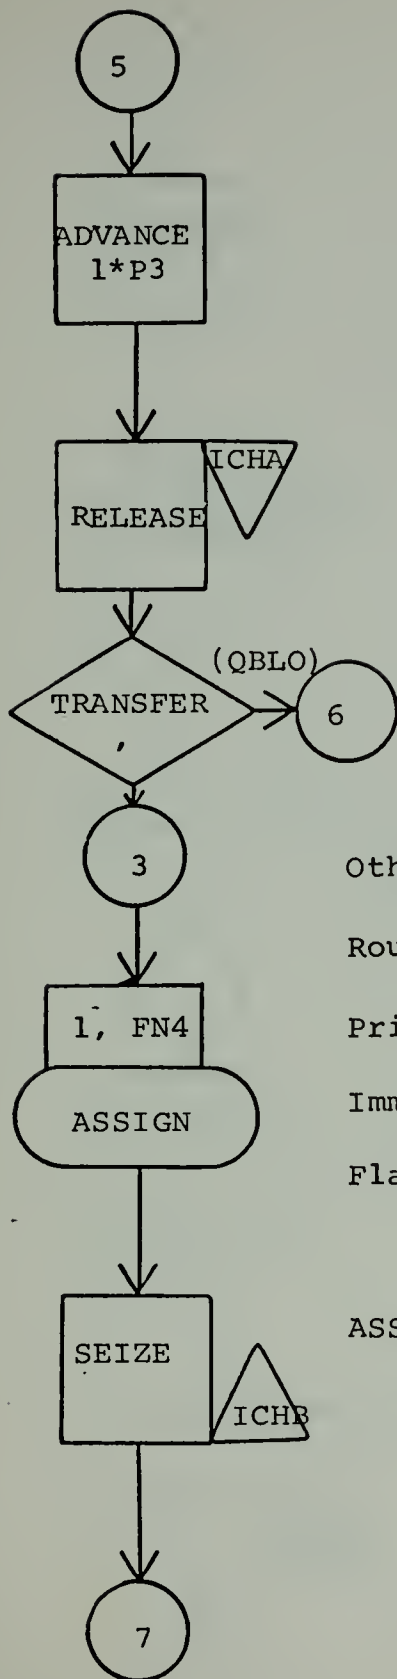 5
ADVANCE
1*P3
ICHA
RELEASE
(QBLO)
TRANSFER
,
6
3
1, FN4
ASSIGN
SEIZE
ICHB
7
Oth
Rou
Pri
Imm
Fla
ASS